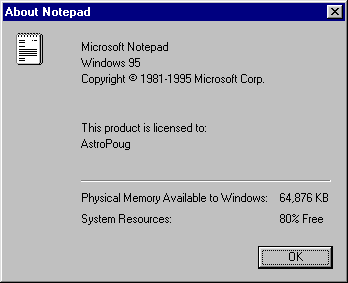 About Notepad
Microsoft Notepad
Windows 95
Copyright © 1981-1995 Microsoft Corp.
This product is licensed to:
AstroPoug
Physical Memory Available to Windows: 64,876 KB
System Resources: 80% Free
OK